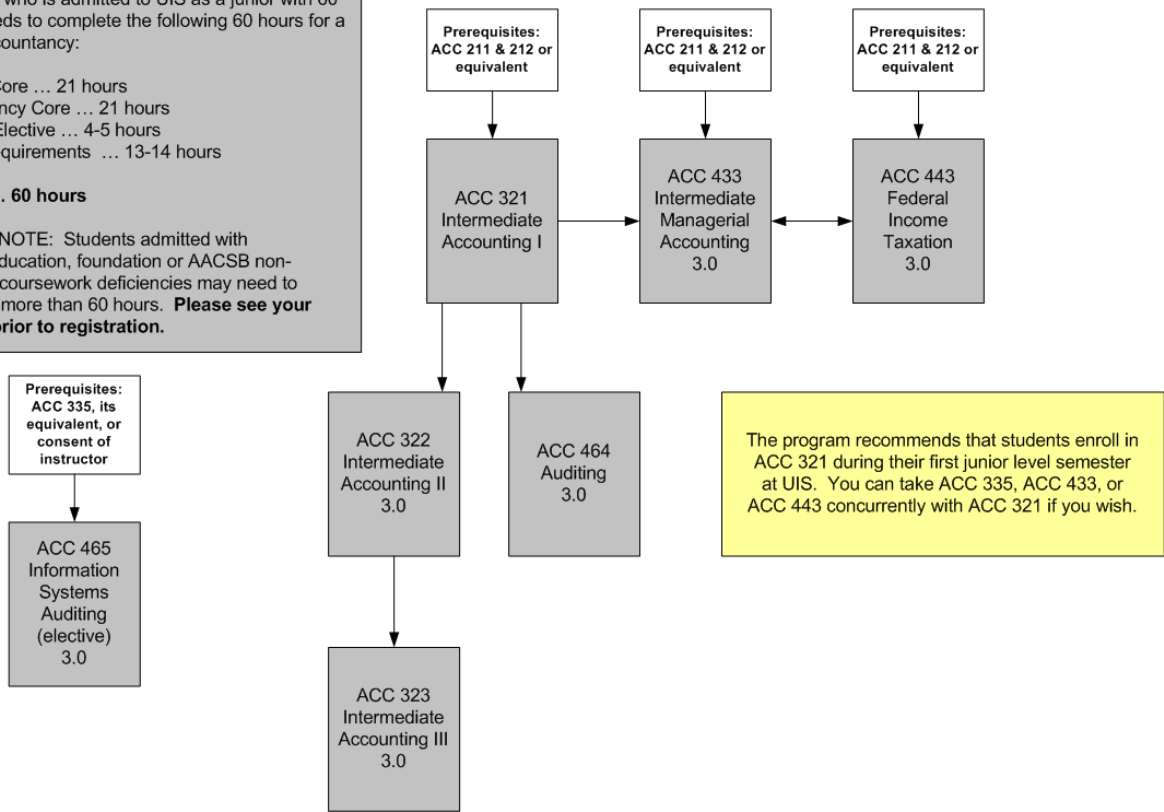 who is admitted to UIS as a junior with 60
eds to complete the following 60 hours for a
countancy:
Core … 21 hours
ncy Core … 21 hours
Elective … 4-5 hours
quirements … 13-14 hours
. 60 hours
NOTE: Students admitted with
ducation, foundation or AACSB non-
coursework deficiencies may need to
more than 60 hours. Please see your
prior to registration.
Prerequisites:
ACC 211 & 212 or
equivalent
Prerequisites:
ACC 211 & 212 or
equivalent
Prerequisites:
ACC 211 & 212 or
equivalent
ACC 321
Intermediate
Accounting I
ACC 433
Intermediate
Managerial
Accounting
3.0
ACC 443
Federal
Income
Taxation
3.0
Prerequisites:
ACC 335, its
equivalent, or
consent of
instructor
ACC 322
Intermediate
Accounting II
3.0
ACC 464
Auditing
3.0
The program recommends that students enroll in
ACC 321 during their first junior level semester
at UIS. You can take ACC 335, ACC 433, or
ACC 443 concurrently with ACC 321 if you wish.
ACC 465
Information
Systems
Auditing
(elective)
3.0
ACC 323
Intermediate
Accounting III
3.0